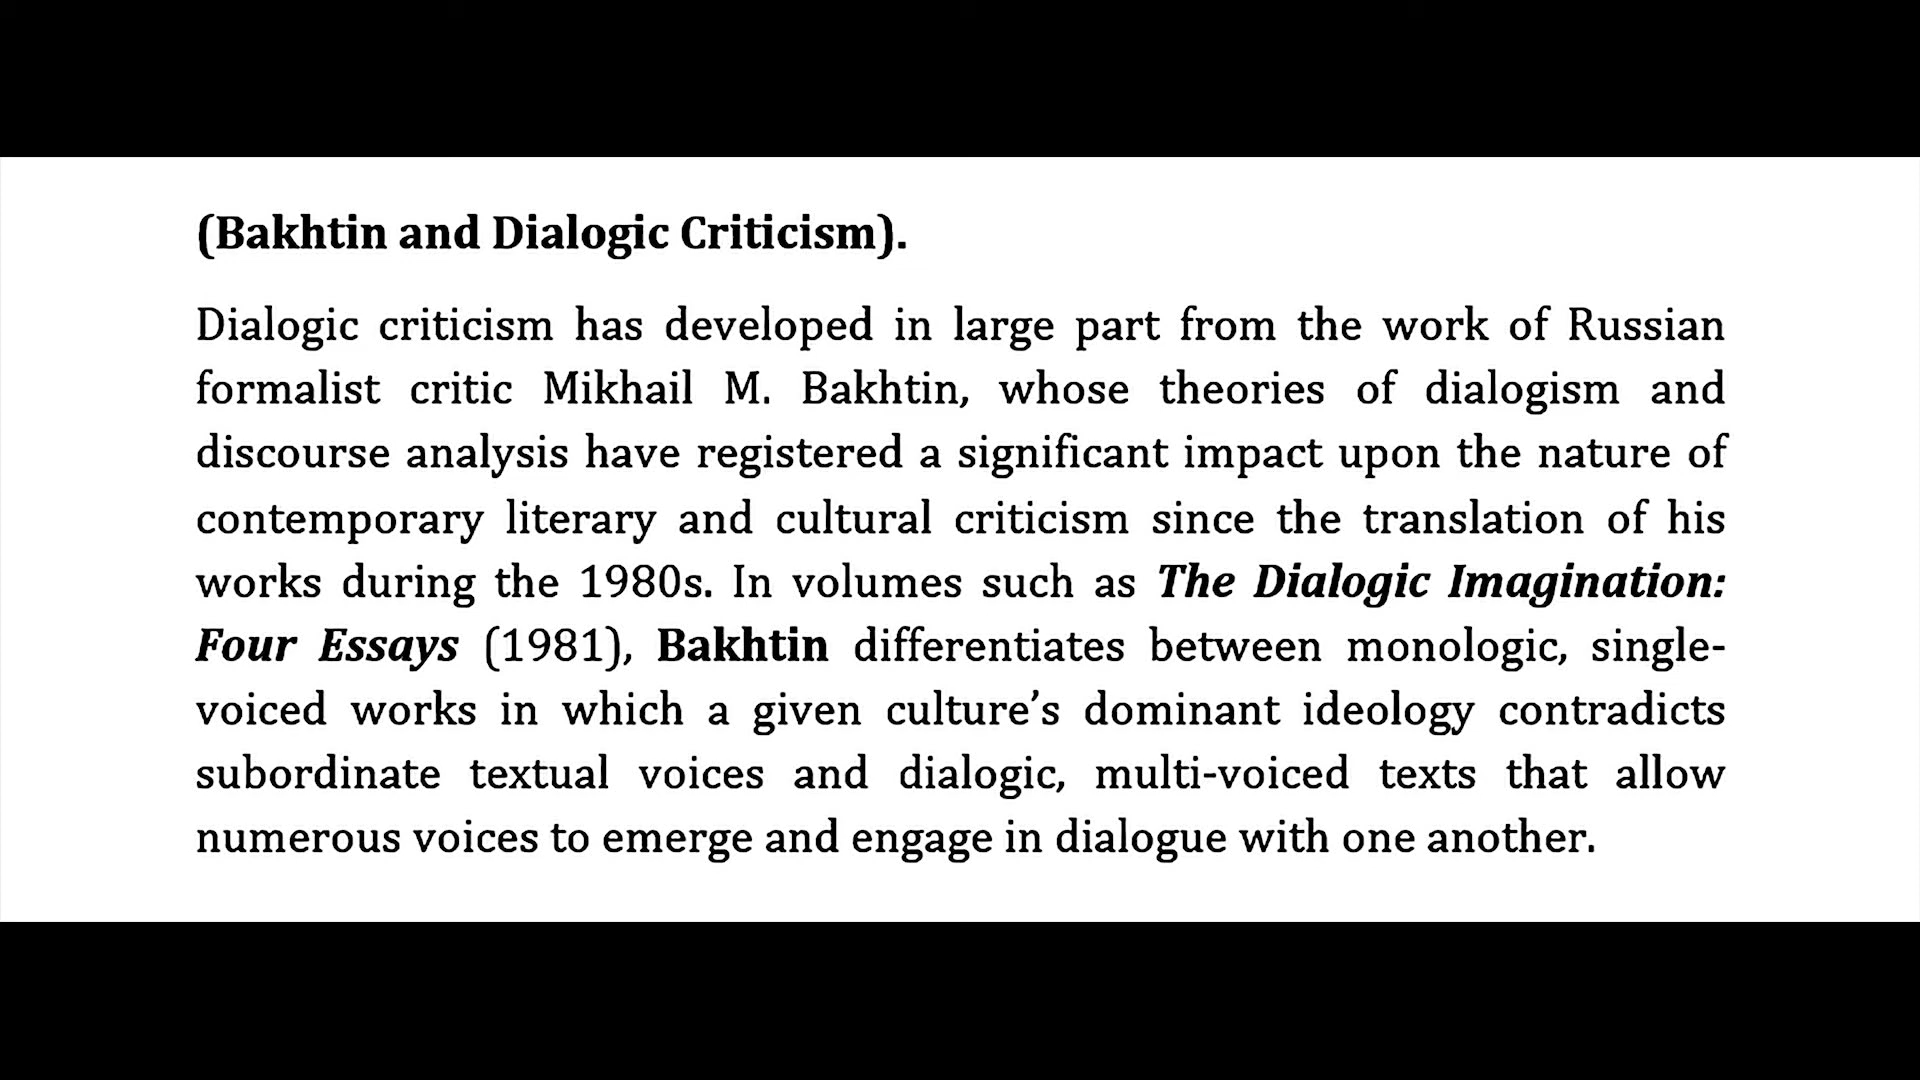 (Bakhtin and Dialogic Criticism).
Dialogic criticism has developed in large part from the work of Russian
formalist critic Mikhail M. Bakhtin, whose theories of dialogism and
discourse analysis have registered a significant impact upon the nature of
contemporary literary and cultural criticism since the translation of his
works during the 1980s. In volumes such as The Dialogic Imagination:
Four Essays (1981), Bakhtin differentiates between monologic, single-
voiced works in which a given culture’s dominant ideology contradicts
subordinate textual voices and dialogic, multi-voiced texts that allow
numerous voices to emerge and engage in dialogue with one another.